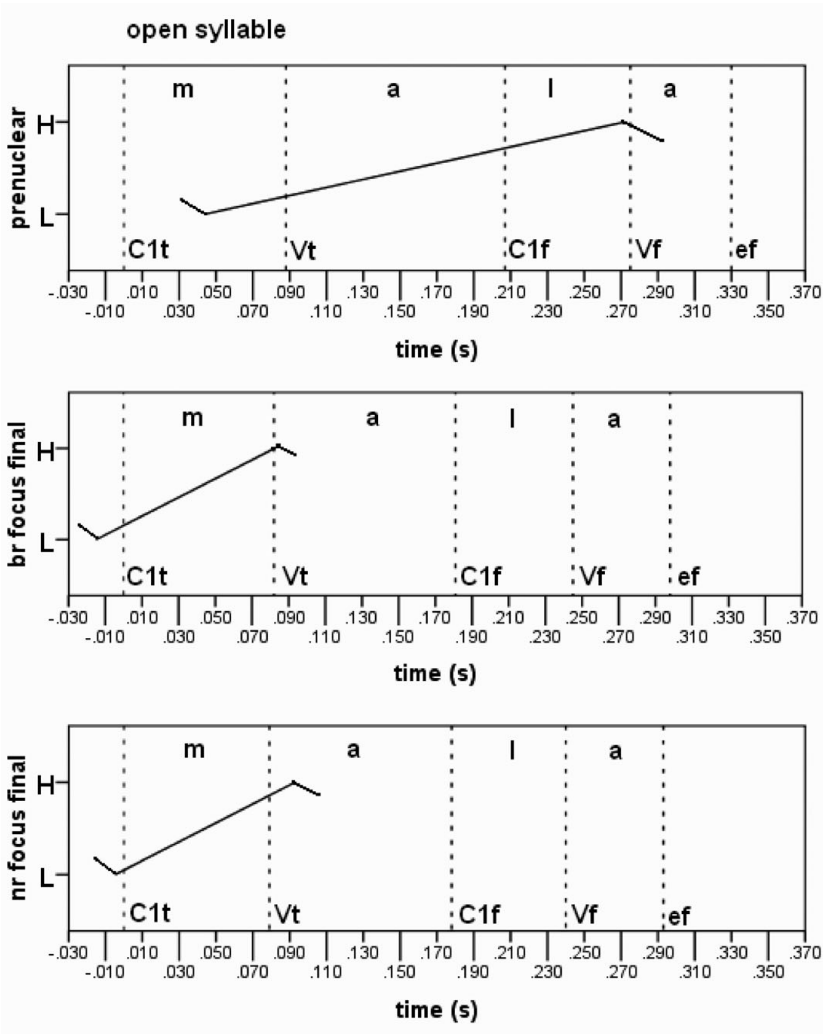 open syllable
prenuclear
H
L
m a l a
C1t Vt C1f Vf ef
-.030 .010 .050 .090 .130 .170 .210 .250 .290 .330 .370
-.010 .030 .070 .110 .150 .190 .230 .270 .310 .350
time (s)
br focus final
H
L
m a l a
C1t Vt C1f Vf ef
-.030 .010 .050 .090 .130 .170 .210 .250 .290 .330 .370
-.010 .030 .070 .110 .150 .190 .230 .270 .310 .350
time (s)
nr focus final
H
L
m a l a
C1t Vt C1f Vf ef
-.030 .010 .050 .090 .130 .170 .210 .250 .290 .330 .370
-.010 .030 .070 .110 .150 .190 .230 .270 .310 .350
time (s)